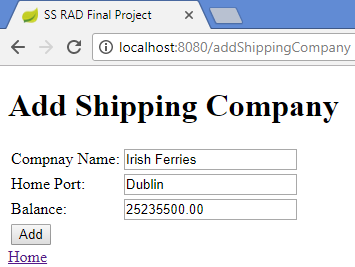 SS RAD Final Project
localhost:8080/addShippingCompany
Add Shipping Company
Compnay Name: Irish Ferries
Home Port: Dublin
Balance: 25235500.00
Add
Home